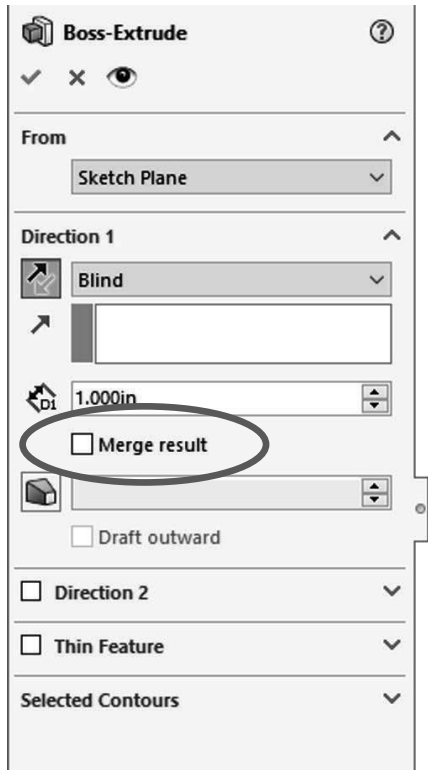 Boss-Extrude
From
Sketch Plane
Direction 1
Blind
D1 1.000in
Merge result
Draft outward
Direction 2
Thin Feature
Selected Contours